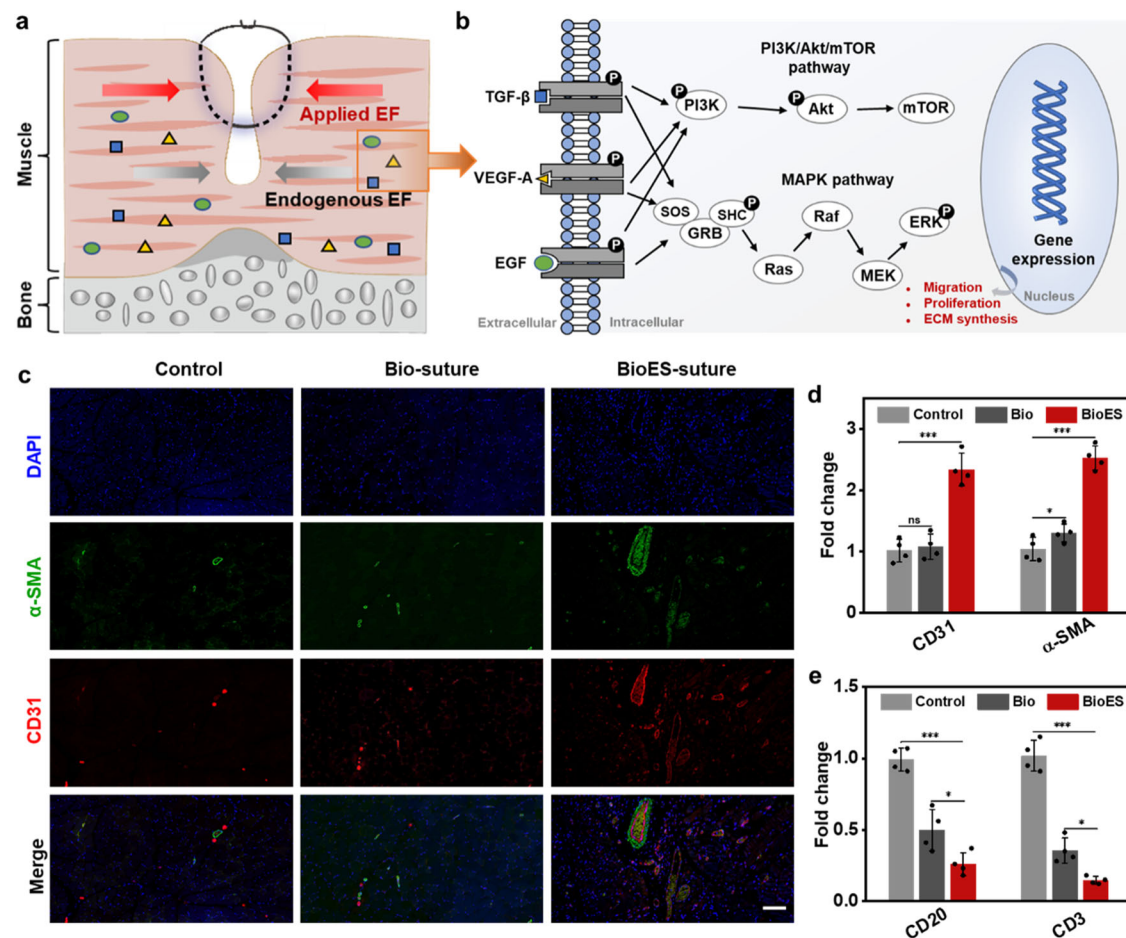 a
Muscle
Bone
Applied EF
Endogenous EF
b
TGF-β
VEGF-A
EGF
P
P
P
Extracellular
Intracellular
PI3K/Akt/mTOR
pathway
P
PI3K
P
Akt
mTOR
MAPK pathway
SOS
GRB
SHC
P
Ras
Raf
MEK
ERK
P
• Migration
• Proliferation
• ECM synthesis
Gene
expression
Nucleus
c
Control
Bio-suture
BioES-suture
DAPI
α-SMA
CD31
Merge
d
Control
Bio
BioES
Fold change
3
2
1
0
ns
***
*
***
CD31
α-SMA
e
Control
Bio
BioES
Fold change
1.5
1.0
0.5
0.0
***
*
***
*
CD20
CD3